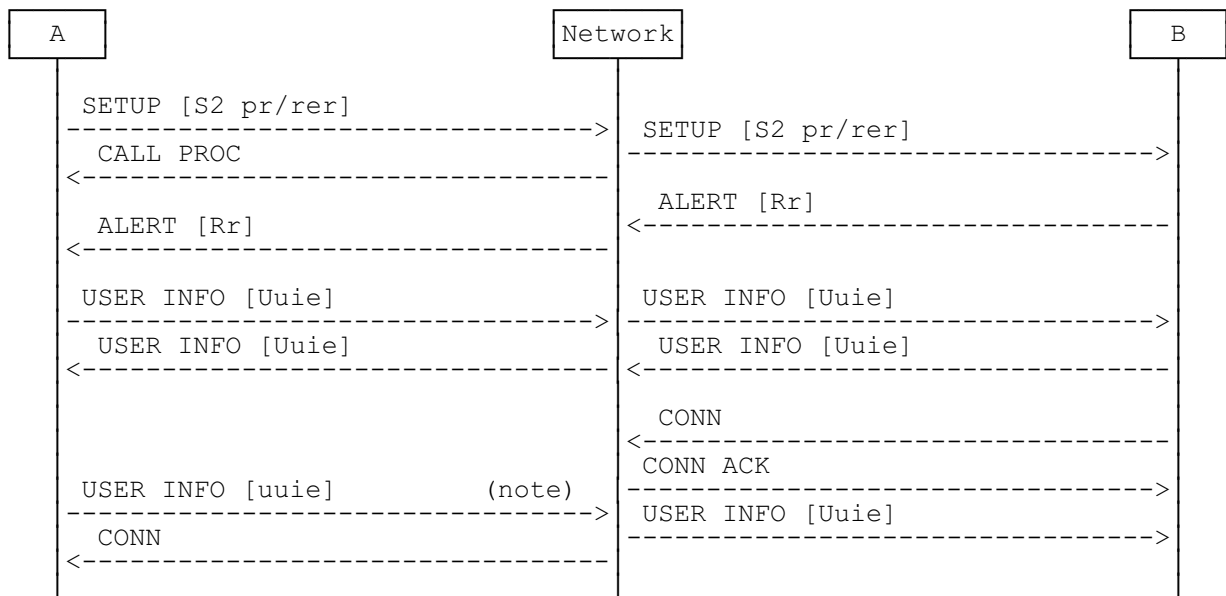 A Network B
SETUP [S2 pr/rer]
SETUP [S2 pr/rer]
CALL PROC
ALERT [Rr]
ALERT [Rr]
USER INFO [Uuie] USER INFO [Uuie]
USER INFO [Uuie] USER INFO [Uuie]
CONN
CONN ACK
USER INFO [uuie] (note)
USER INFO [Uuie]
CONN